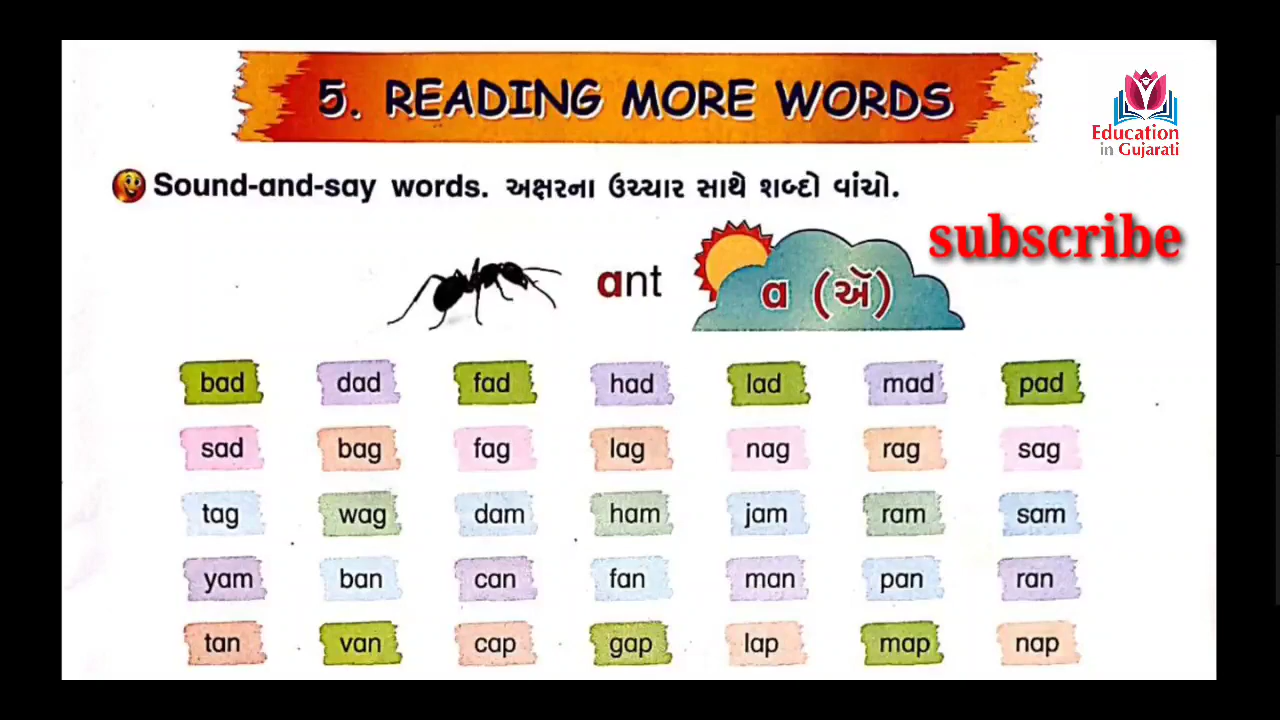 5. READING MORE WORDS
Education
in Gujarati
Sound-and-say words. અક્ષરના ઉચ્ચાર સાથે શબ્દો વાંચો.
subscribe
ant a (ઍ)
bad dad fad had lad mad pad
sad bag fag lag nag rag sag
tag wag dam ham jam ram sam
yam ban can fan man pan ran
tan van cap gap lap map nap